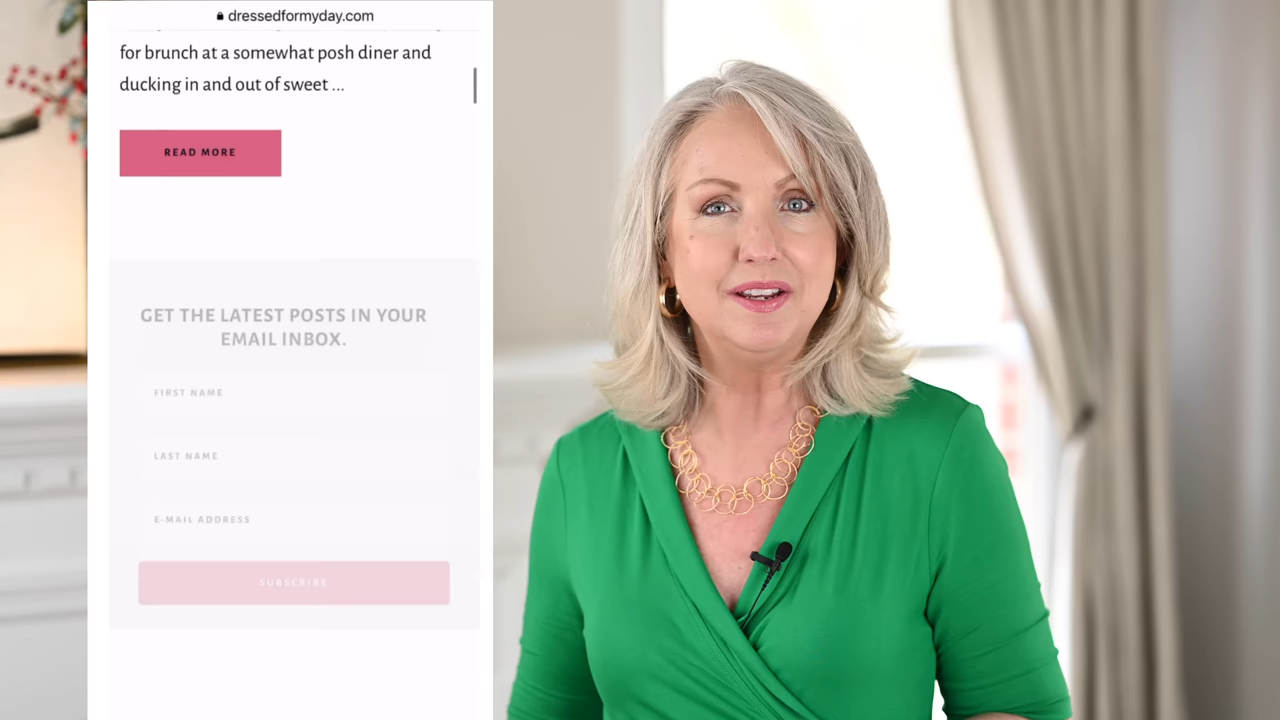 dressedformyday.com
for brunch at a somewhat posh diner and
ducking in and out of sweet ...
READ MORE
GET THE LATEST POSTS IN YOUR
EMAIL INBOX.
FIRST NAME
LAST NAME
E-MAIL ADDRESS
SUBSCRIBE